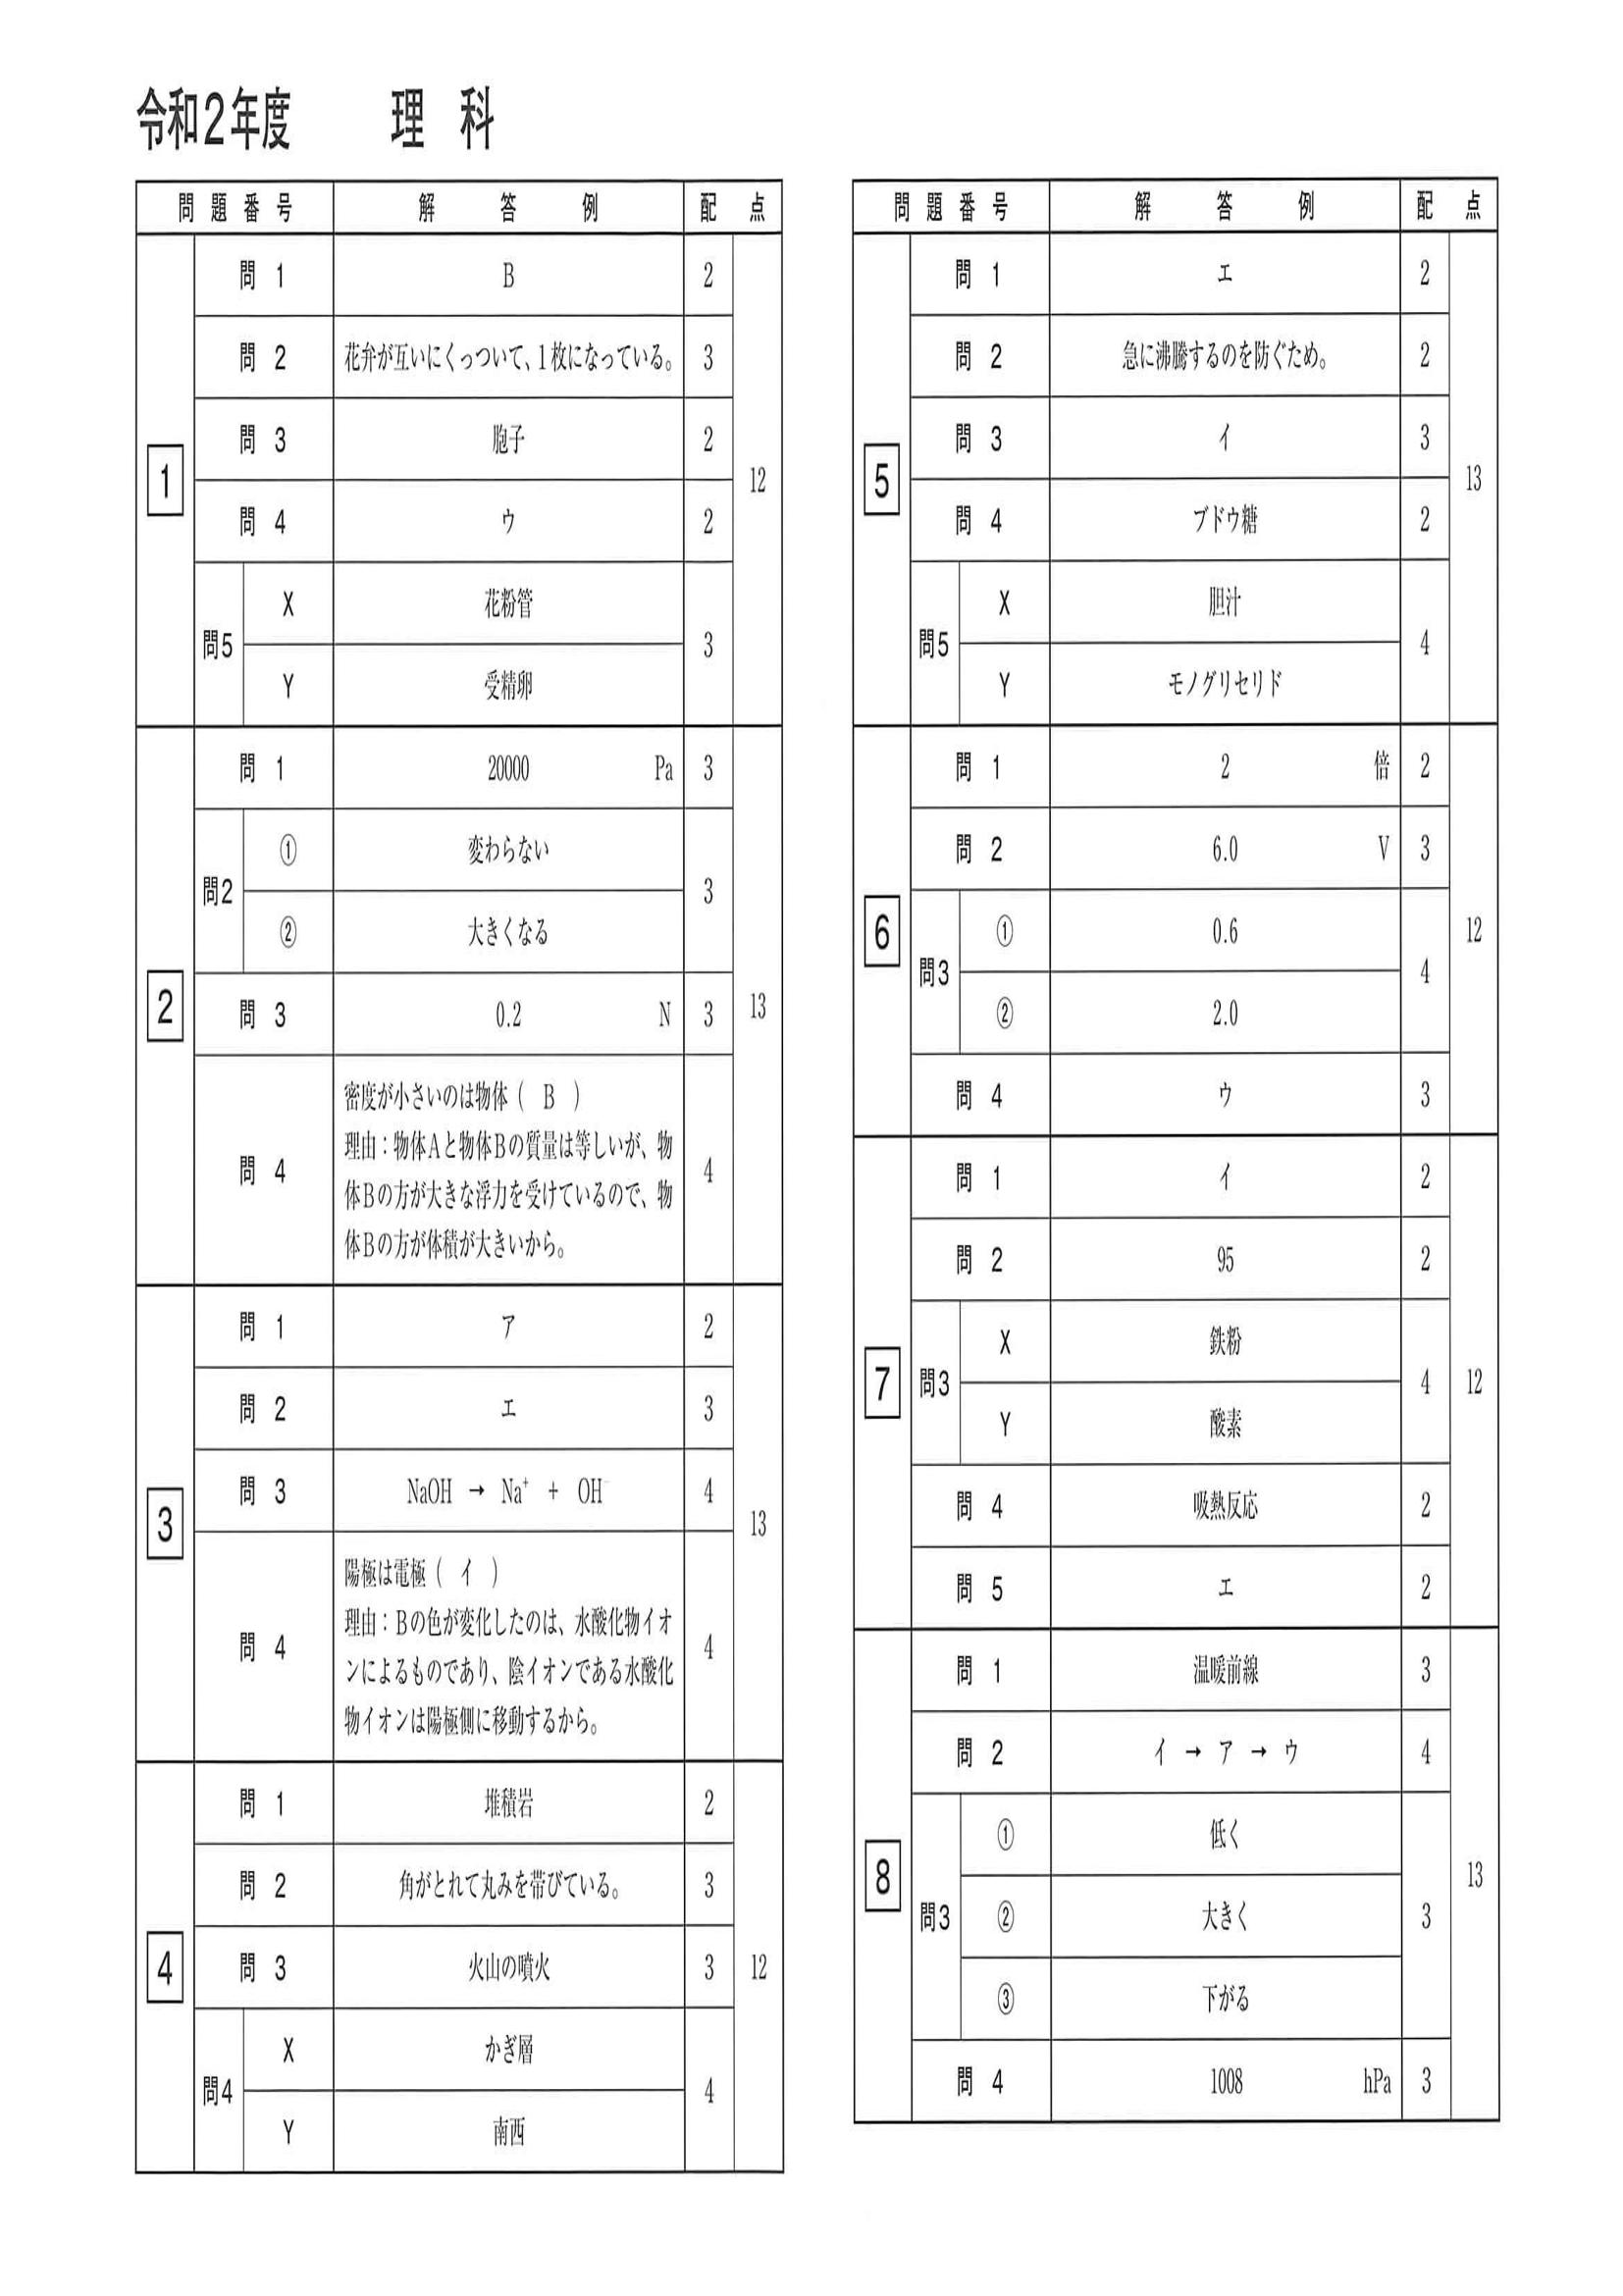 令和２年度　理　科
問題番号　解答例　配点
1　12
問 1　B　2
問 2　花弁が互いにくっついて、１枚になっている。　3
問 3　胞子　2
問 4　ウ　2
問5　X　花粉管　3
Y　受精卵
2　13
問 1　20000　Pa　3
問2　①　変わらない　3
②　大きくなる
問 3　0.2　N　3
問 4　密度が小さいのは物体（　B　）　4
理由：物体Aと物体Bの質量は等しいが、物
体Bの方が大きな浮力を受けているので、物
体Bの方が体積が大きいから。
3　13
問 1　ア　2
問 2　エ　3
問 3　NaOH → Na⁺ + OH⁻　4
問 4　陽極は電極（　イ　）　4
理由：Bの色が変化したのは、水酸化物イオ
ンによるものであり、陰イオンである水酸化
物イオンは陽極側に移動するから。
4　12
問 1　堆積岩　2
問 2　角がとれて丸みを帯びている。　3
問 3　火山の噴火　3
問4　X　かぎ層　4
Y　南西
問題番号　解答例　配点
5　13
問 1　エ　2
問 2　急に沸騰するのを防ぐため。　2
問 3　イ　3
問 4　ブドウ糖　2
問5　X　胆汁　4
Y　モノグリセリド
6　12
問 1　2　倍　2
問 2　6.0　V　3
問3　①　0.6　4
②　2.0
問 4　ウ　3
7　12
問 1　イ　2
問 2　95　2
問3　X　鉄粉　4
Y　酸素
問 4　吸熱反応　2
問 5　エ　2
8　13
問 1　温暖前線　3
問 2　イ → ア → ウ　4
問3　①　低く　3
②　大きく
③　下がる
問 4　1008　hPa　3